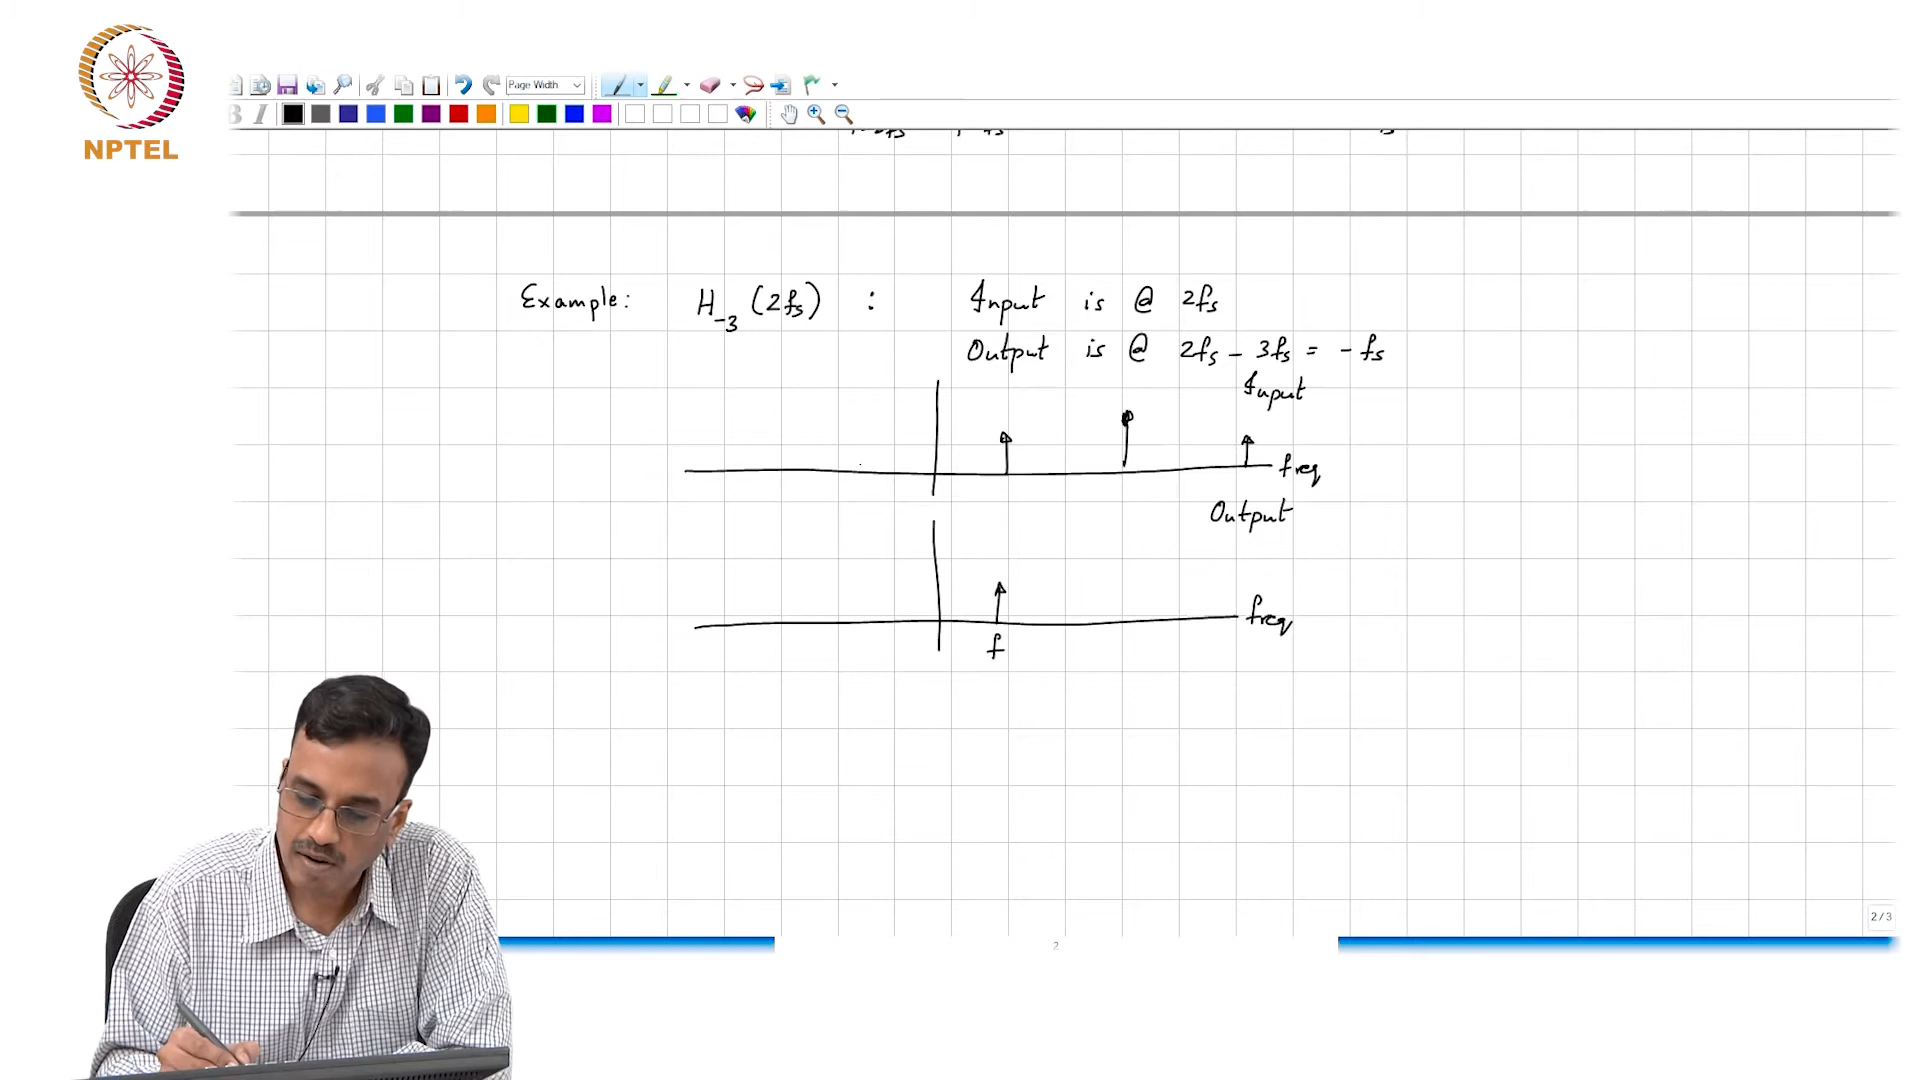 NPTEL
Page Width
B I
Example: H₋₃ (2fₛ) : Input is @ 2fₛ
Output is @ 2fₛ - 3fₛ = - fₛ
Input
freq
Output
freq
f
2/3
2